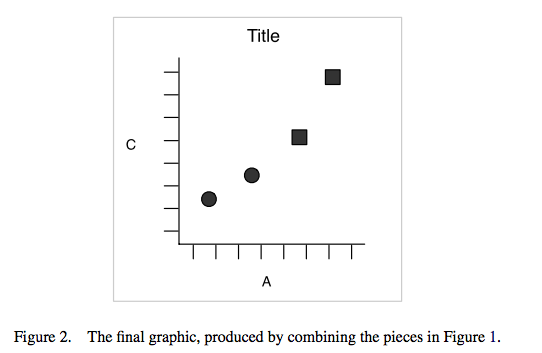 Title
C
A
Figure 2. The final graphic, produced by combining the pieces in Figure 1.